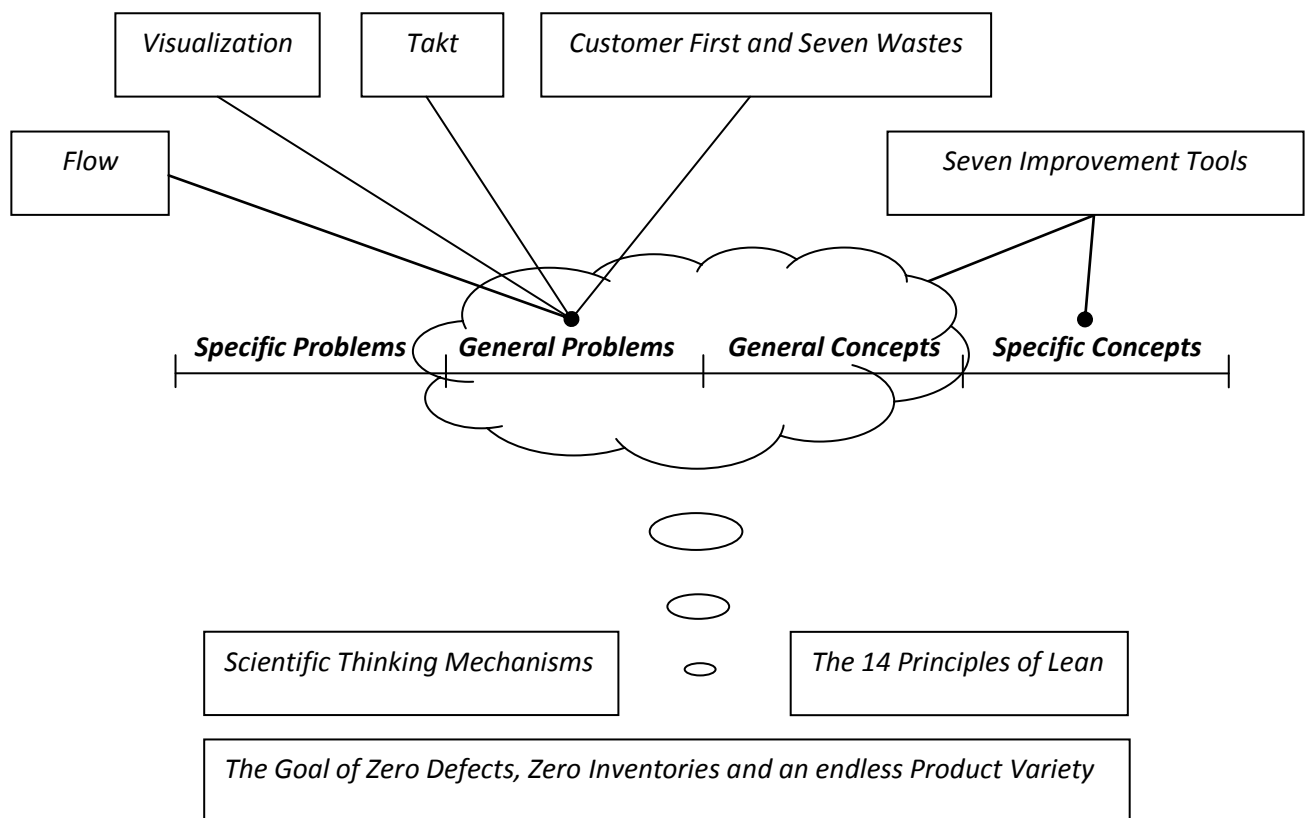 Visualization
Takt
Customer First and Seven Wastes
Flow
Seven Improvement Tools
Specific Problems
General Problems
General Concepts
Specific Concepts
Scientific Thinking Mechanisms
The 14 Principles of Lean
The Goal of Zero Defects, Zero Inventories and an endless Product Variety